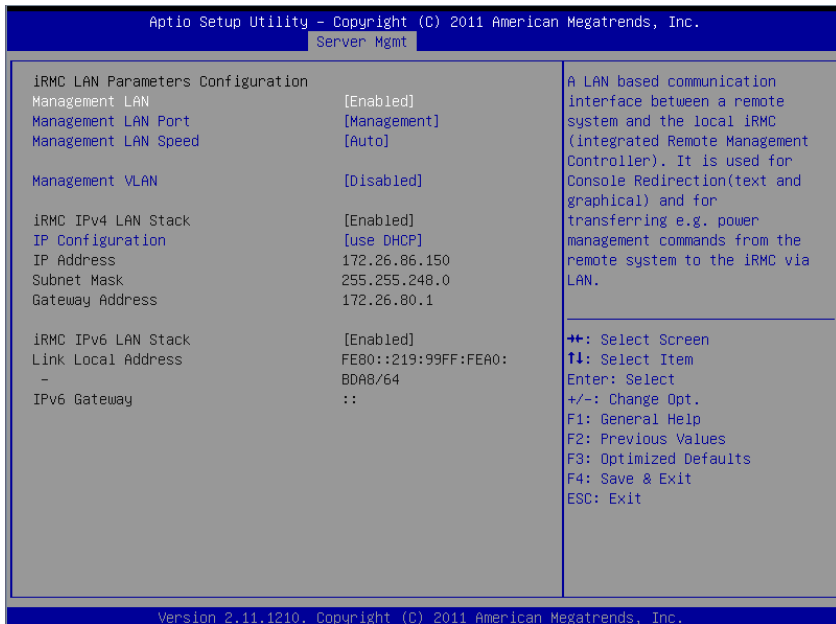 Aptio Setup Utility – Copyright (C) 2011 American Megatrends, Inc.
Server Mgmt
iRMC LAN Parameters Configuration
Management LAN [Enabled]
Management LAN Port [Management]
Management LAN Speed [Auto]
Management VLAN [Disabled]
iRMC IPv4 LAN Stack [Enabled]
IP Configuration [use DHCP]
IP Address 172.26.86.150
Subnet Mask 255.255.248.0
Gateway Address 172.26.80.1
iRMC IPv6 LAN Stack [Enabled]
Link Local Address FE80::219:99FF:FEA0:
– BDA8/64
IPv6 Gateway ::
A LAN based communication
interface between a remote
system and the local iRMC
(integrated Remote Management
Controller). It is used for
Console Redirection(text and
graphical) and for
transferring e.g. power
management commands from the
remote system to the iRMC via
LAN.
→←: Select Screen
↑↓: Select Item
Enter: Select
+/-: Change Opt.
F1: General Help
F2: Previous Values
F3: Optimized Defaults
F4: Save & Exit
ESC: Exit
Version 2.11.1210. Copyright (C) 2011 American Megatrends, Inc.